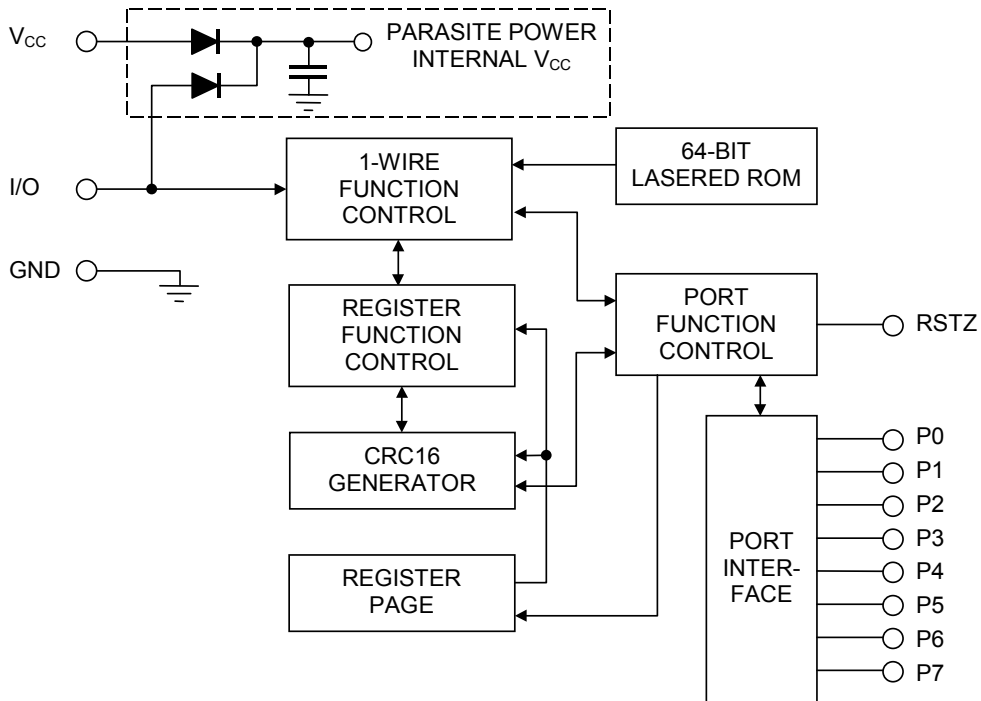 VCC
PARASITE POWER
INTERNAL VCC
1-WIRE
FUNCTION
CONTROL
64-BIT
LASERED ROM
I/O
GND
REGISTER
FUNCTION
CONTROL
PORT
FUNCTION
CONTROL
RSTZ
CRC16
GENERATOR
REGISTER
PAGE
PORT
INTER-
FACE
P0
P1
P2
P3
P4
P5
P6
P7